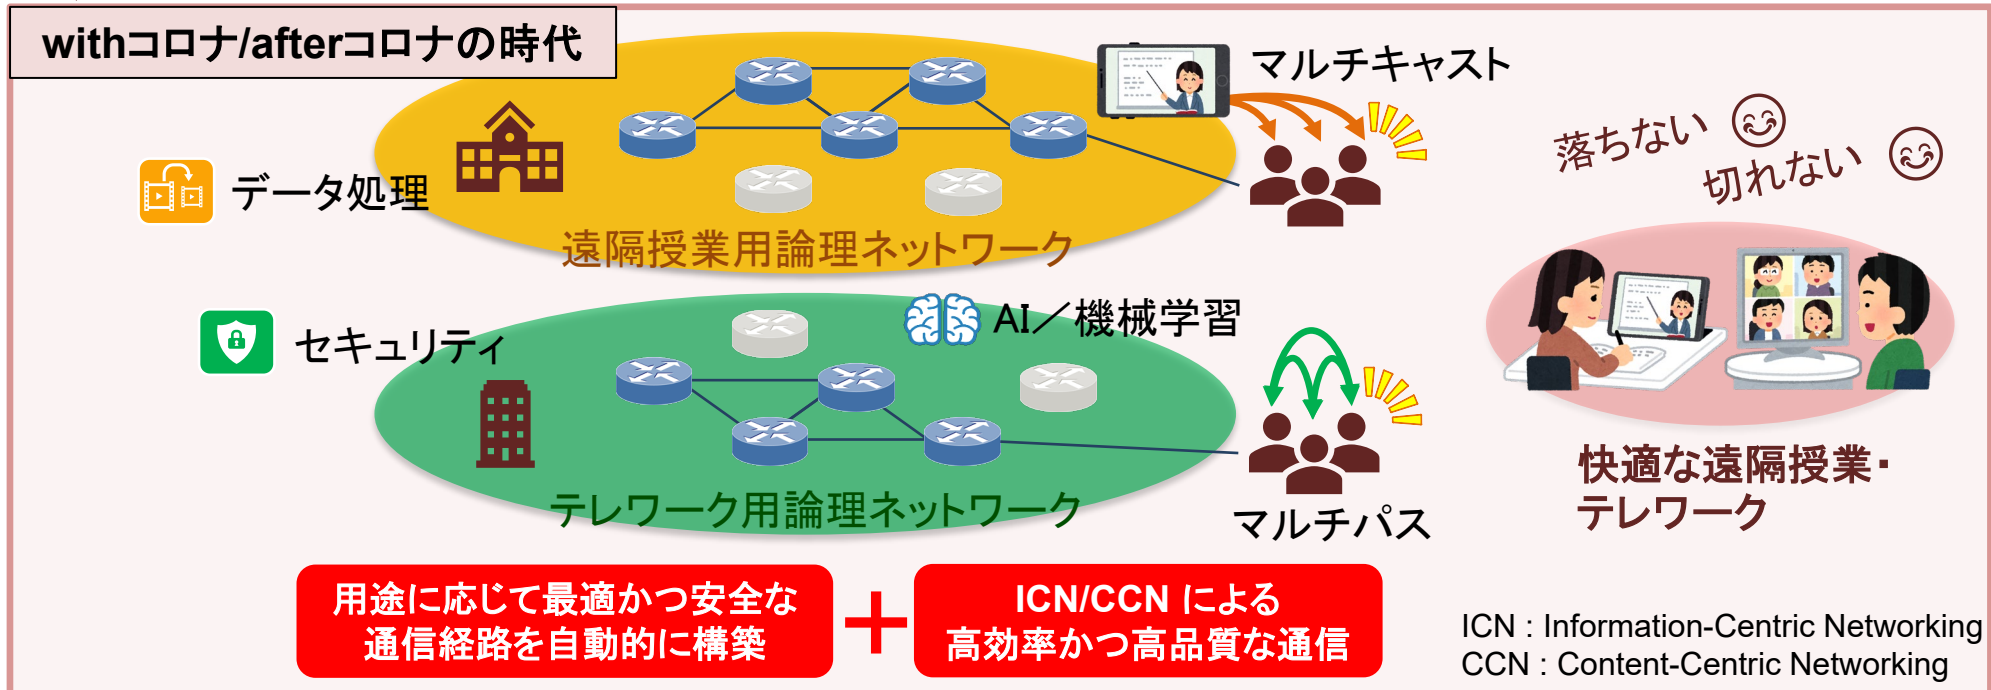 withコロナ/afterコロナの時代
マルチキャスト
落ちない
切れない
データ処理
遠隔授業用論理ネットワーク
AI／機械学習
セキュリティ
テレワーク用論理ネットワーク
マルチパス
快適な遠隔授業・
テレワーク
用途に応じて最適かつ安全な
通信経路を自動的に構築
＋
ICN/CCN による
高効率かつ高品質な通信
ICN : Information-Centric Networking
CCN : Content-Centric Networking